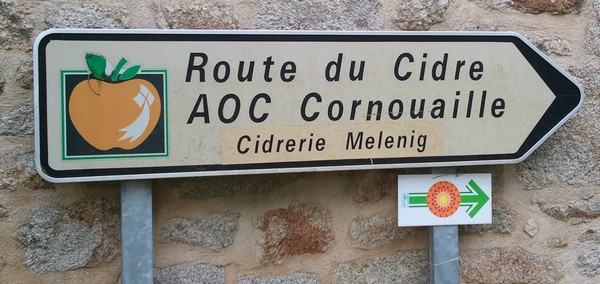 Route du Cidre
AOC Cornouaille
Cidrerie Melenig